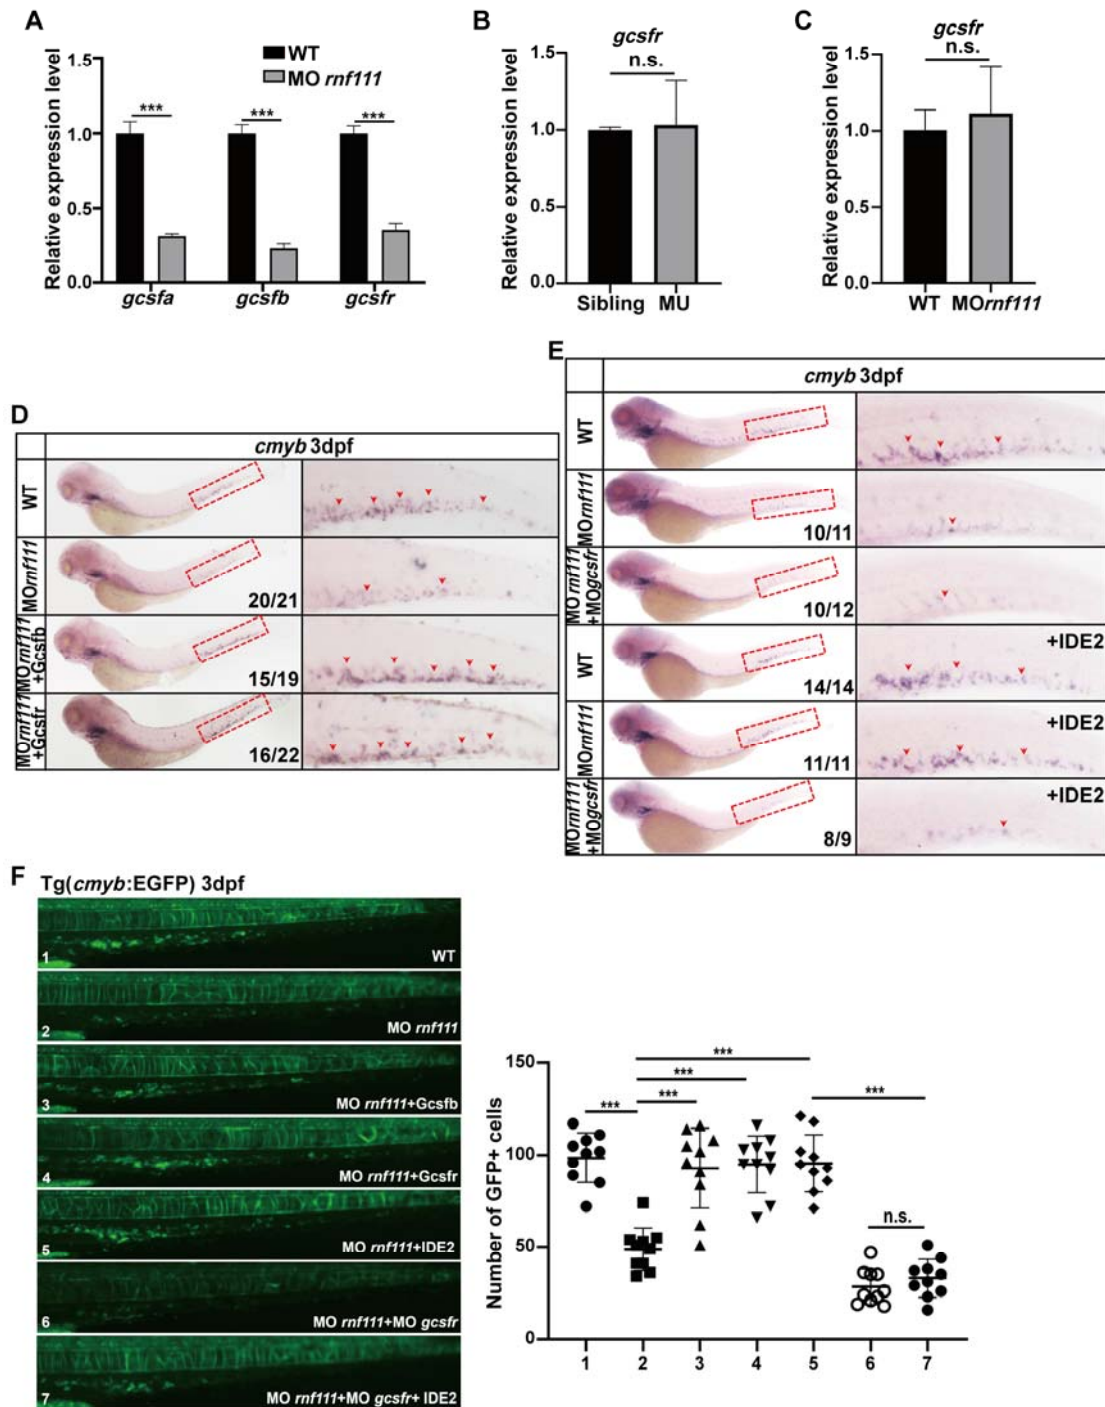 A
WT
MO rnf111
Relative expression level
1.5
1.0
0.5
0.0
***
***
***
gcsfa
gcsfb
gcsfr
B
gcsfr
n.s.
Relative expression level
1.5
1.0
0.5
0.0
Sibling
MU
C
gcsfr
n.s.
Relative expression level
1.5
1.0
0.5
0.0
WT
MOrnf111
D
cmyb 3dpf
WT
MOrnf111
20/21
MOrnf111
+Gcsfb
15/19
MOrnf111
+Gcsfr
16/22
E
cmyb 3dpf
WT
MOrnf111
10/11
MOrnf111
+MOgcsfr
10/12
WT
14/14
+IDE2
MOrnf111
11/11
+IDE2
MOrnf111
+MOgcsfr
8/9
+IDE2
F
Tg(cmyb:EGFP) 3dpf
1
WT
2
MO rnf111
3
MO rnf111+Gcsfb
4
MO rnf111+Gcsfr
5
MO rnf111+IDE2
6
MO rnf111+MO gcsfr
7
MO rnf111+MO gcsfr+ IDE2
Number of GFP+ cells
150
100
50
0
***
***
***
***
***
n.s.
1
2
3
4
5
6
7